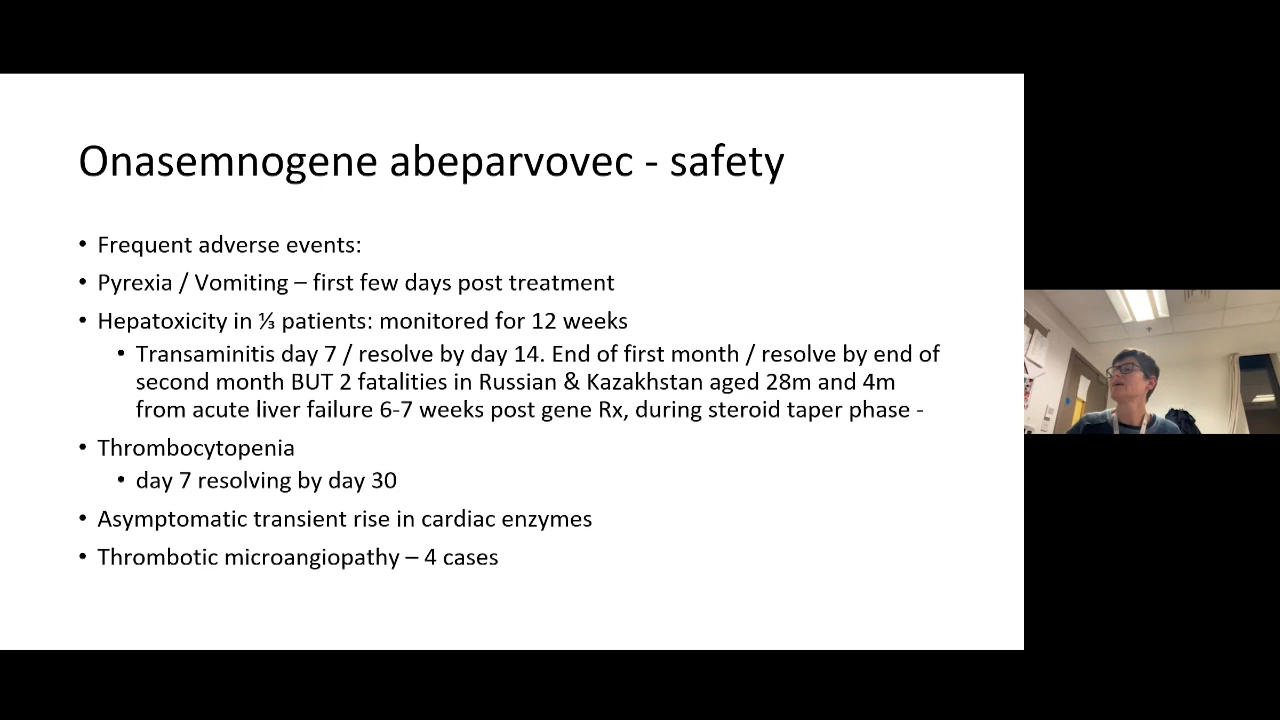 Onasemnogene abeparvovec - safety
• Frequent adverse events:
• Pyrexia / Vomiting – first few days post treatment
• Hepatoxicity in ⅓ patients: monitored for 12 weeks
• Transaminitis day 7 / resolve by day 14. End of first month / resolve by end of
second month BUT 2 fatalities in Russian & Kazakhstan aged 28m and 4m
from acute liver failure 6-7 weeks post gene Rx, during steroid taper phase -
• Thrombocytopenia
• day 7 resolving by day 30
• Asymptomatic transient rise in cardiac enzymes
• Thrombotic microangiopathy – 4 cases